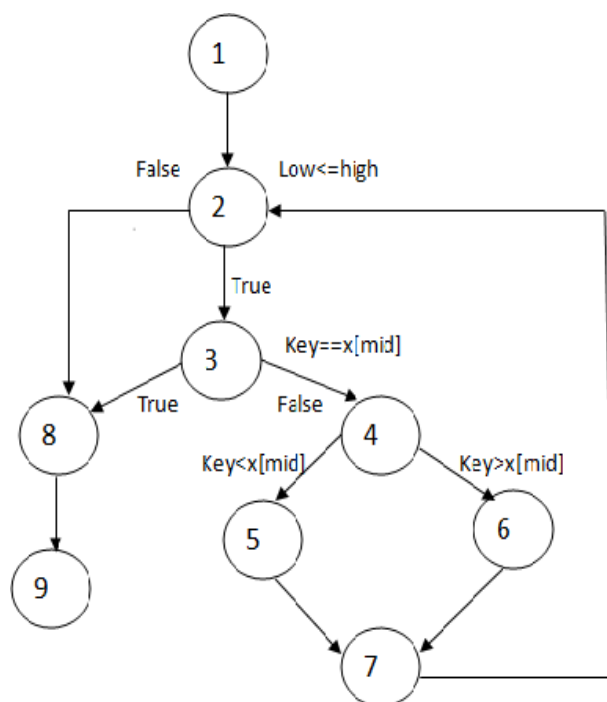 1
False Low<=high
2
True
3 Key==x[mid]
True False
8 4
Key<x[mid] Key>x[mid]
5 6
9
7